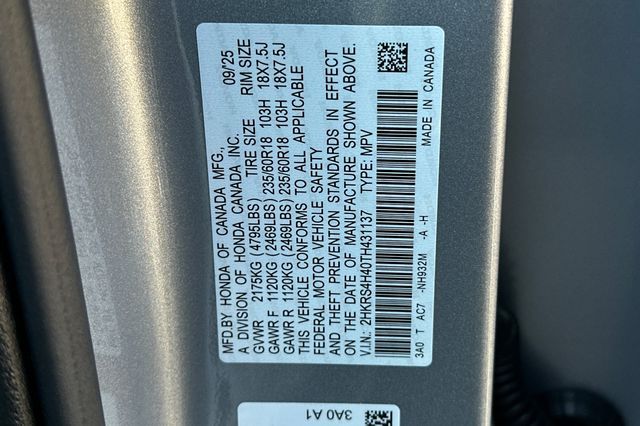 MFD.BY HONDA OF CANADA MFG., 09/'25
A DIVISION OF HONDA CANADA INC.
TIRE SIZE RIM SIZE
GVWR 2175KG (4795LBS)
GAWR F 1120KG (2469LBS) 235/60R18 103H 18X7.5J
GAWR R 1120KG (2469LBS) 235/60R18 103H 18X7.5J
THIS VEHICLE CONFORMS TO ALL APPLICABLE
FEDERAL MOTOR VEHICLE SAFETY
AND THEFT PREVENTION STANDARDS IN EFFECT
ON THE DATE OF MANUFACTURE SHOWN ABOVE.
V.I.N.: 2HKRS4H40TH431137 TYPE: MPV
3A0 T AC7 -NH932M -A -H MADE IN CANADA
3A0 A1